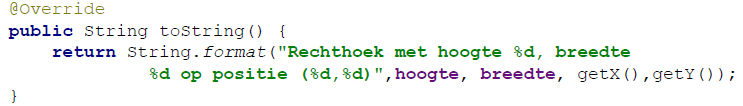 @Override
public String toString() {
    return String.format("Rechthoek met hoogte %d, breedte
            %d op positie (%d,%d)",hoogte, breedte, getX(),getY());
}